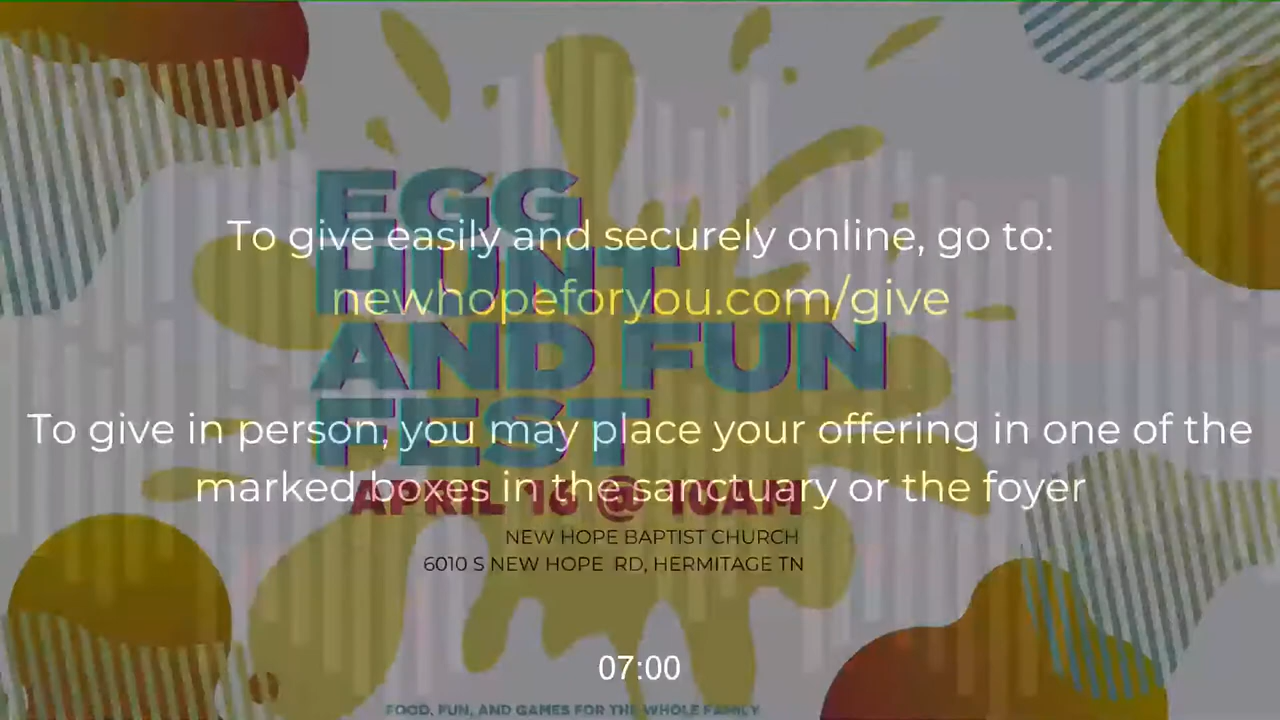 EGG
To give easily and securely online, go to:
HUNT
newhopeforyou.com/give
AND FUN
FEST
To give in person, you may place your offering in one of the
marked boxes in the sanctuary or the foyer
APRIL 16 @ 10AM
NEW HOPE BAPTIST CHURCH
6010 S NEW HOPE RD, HERMITAGE TN
07:00
FOOD, FUN, AND GAMES FOR THE WHOLE FAMILY